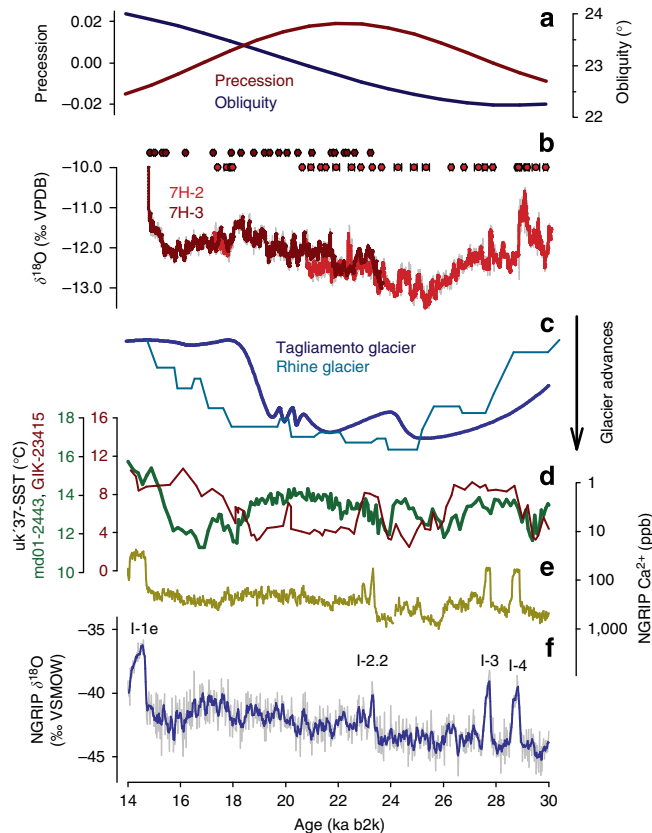 a
0.02
0.00
−0.02
Precession
24
23
22
Obliquity (°)
Precession
Obliquity
b
−10.0
−11.0
−12.0
−13.0
δ18O (‰ VPDB)
7H-2
7H-3
c
Tagliamento glacier
Rhine glacier
Glacier advances
d
18
16
14
12
10
16
12
8
4
0
uk´37-SST (°C)
md01-2443, GIK-23415
1
10
100
1,000
NGRIP Ca2+ (ppb)
e
f
−35
−40
−45
NGRIP δ18O
(‰ VSMOW)
I-1e
I-2.2
I-3
I-4
14 16 18 20 22 24 26 28 30
Age (ka b2k)